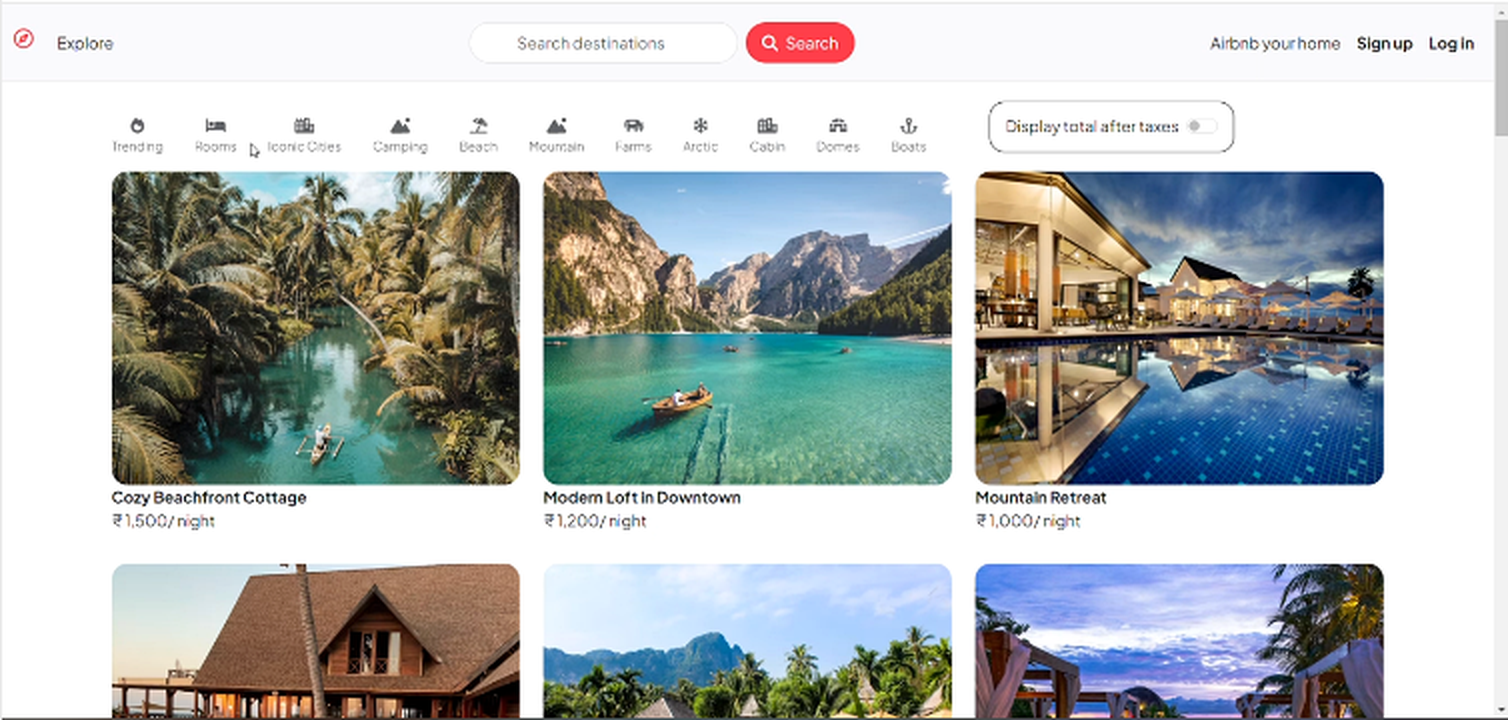 Explore
Search destinations
Search
Airbnb your home
Sign up
Log in
Trending
Rooms
Iconic Cities
Camping
Beach
Mountain
Farms
Arctic
Cabin
Domes
Boats
Display total after taxes
Cozy Beachfront Cottage
₹1,500/ night
Modern Loft in Downtown
₹1,200/ night
Mountain Retreat
₹1,000/ night